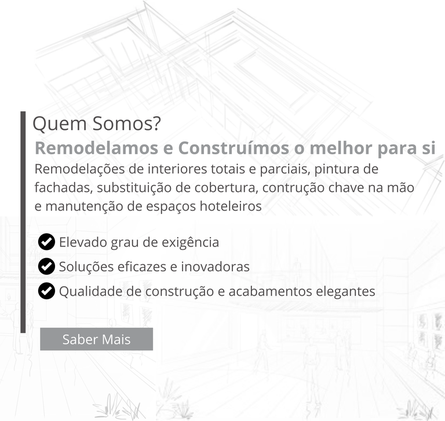 Quem Somos?
Remodelamos e Construímos o melhor para si
Remodelações de interiores totais e parciais, pintura de
fachadas, substituição de cobertura, contrução chave na mão
e manutenção de espaços hoteleiros
Elevado grau de exigência
Soluções eficazes e inovadoras
Qualidade de construção e acabamentos elegantes
Saber Mais